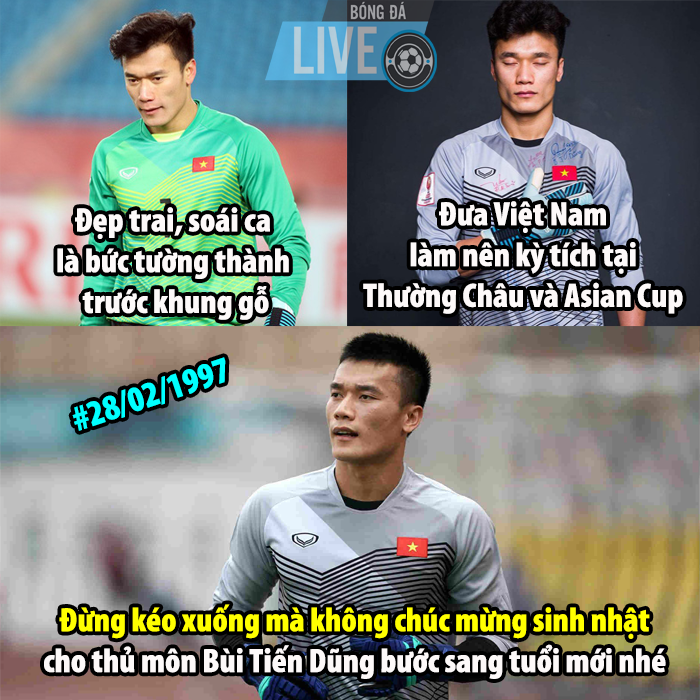 BÓNG ĐÁ
LIVE
Đẹp trai, soái ca
là bức tường thành
trước khung gỗ
Đưa Việt Nam
làm nên kỳ tích tại
Thường Châu và Asian Cup
#28/02/1997
Đừng kéo xuống mà không chúc mừng sinh nhật
cho thủ môn Bùi Tiến Dũng bước sang tuổi mới nhé